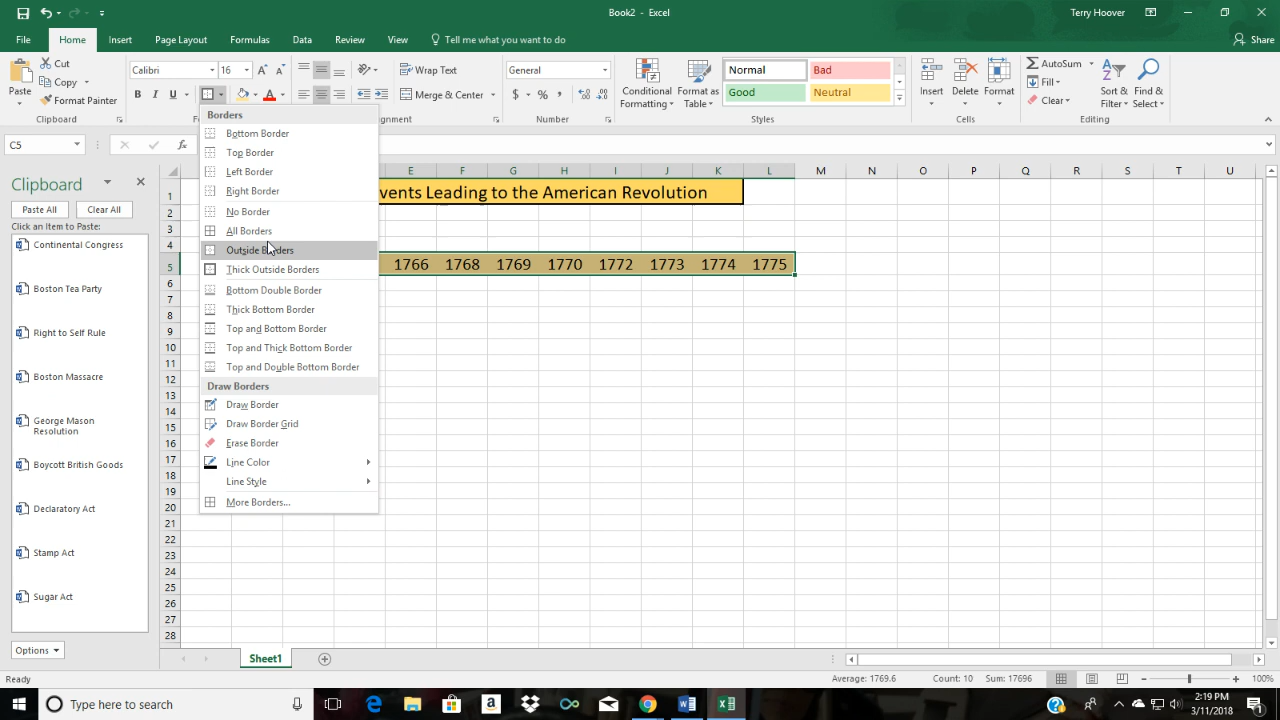 Book2 - Excel
Terry Hoover
File Home Insert Page Layout Formulas Data Review View Tell me what you want to do Share
Paste Cut Copy Format Painter Clipboard
Calibri 16 A A B I U A
Wrap Text Merge & Center
General $ % , Number
Conditional Formatting Format as Table Normal Bad Good Neutral Styles
Insert Delete Format Cells
AutoSum Fill Clear Sort & Filter Find & Select Editing
C5 fx
Borders
Bottom Border
Top Border
Left Border
Right Border
No Border
All Borders
Outside Borders
Thick Outside Borders
Bottom Double Border
Thick Bottom Border
Top and Bottom Border
Top and Thick Bottom Border
Top and Double Bottom Border
Draw Borders
Draw Border
Draw Border Grid
Erase Border
Line Color
Line Style
More Borders...
Clipboard
Paste All Clear All
Click an Item to Paste:
Continental Congress
Boston Tea Party
Right to Self Rule
Boston Massacre
George Mason
Resolution
Boycott British Goods
Declaratory Act
Stamp Act
Sugar Act
Options
E F G H I J K L M N O P Q R S T U
1 vents Leading to the American Revolution
2
3
4
5 1766 1768 1769 1770 1772 1773 1774 1775
6
7
8
9
10
11
12
13
14
15
16
17
18
19
20
21
22
23
24
25
26
27
28
Sheet1
Ready Average: 1769.6 Count: 10 Sum: 17696 100%
Type here to search
2:19 PM
3/11/2018